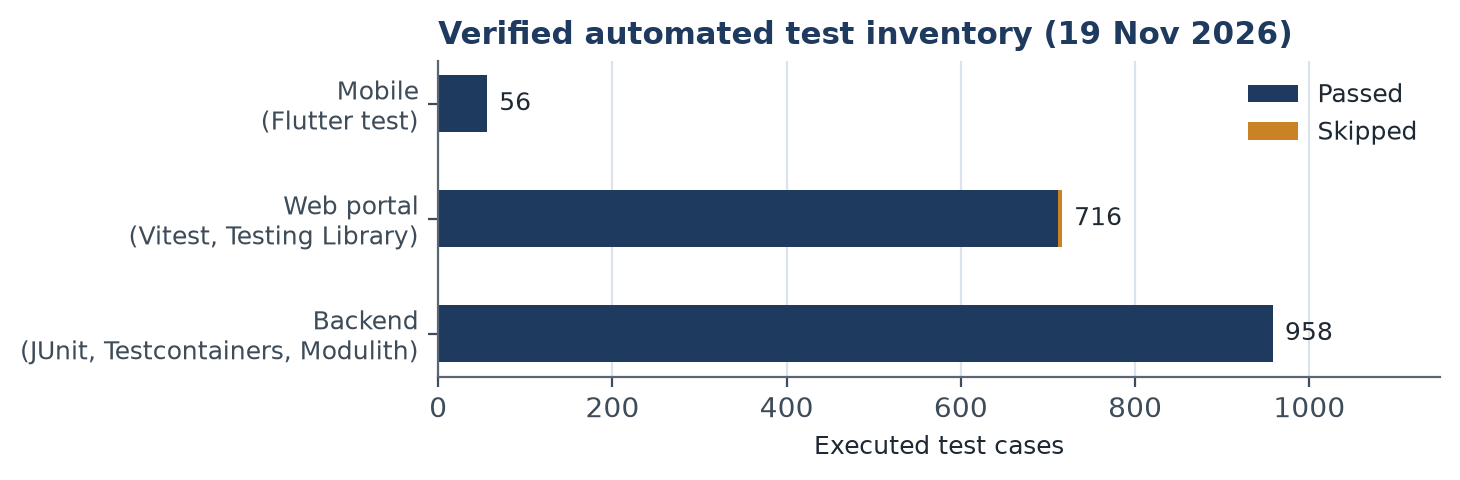 Verified automated test inventory (19 Nov 2026)
Mobile
(Flutter test)
56
Passed
Skipped
Web portal
(Vitest, Testing Library)
716
Backend
(JUnit, Testcontainers, Modulith)
958
0 200 400 600 800 1000
Executed test cases